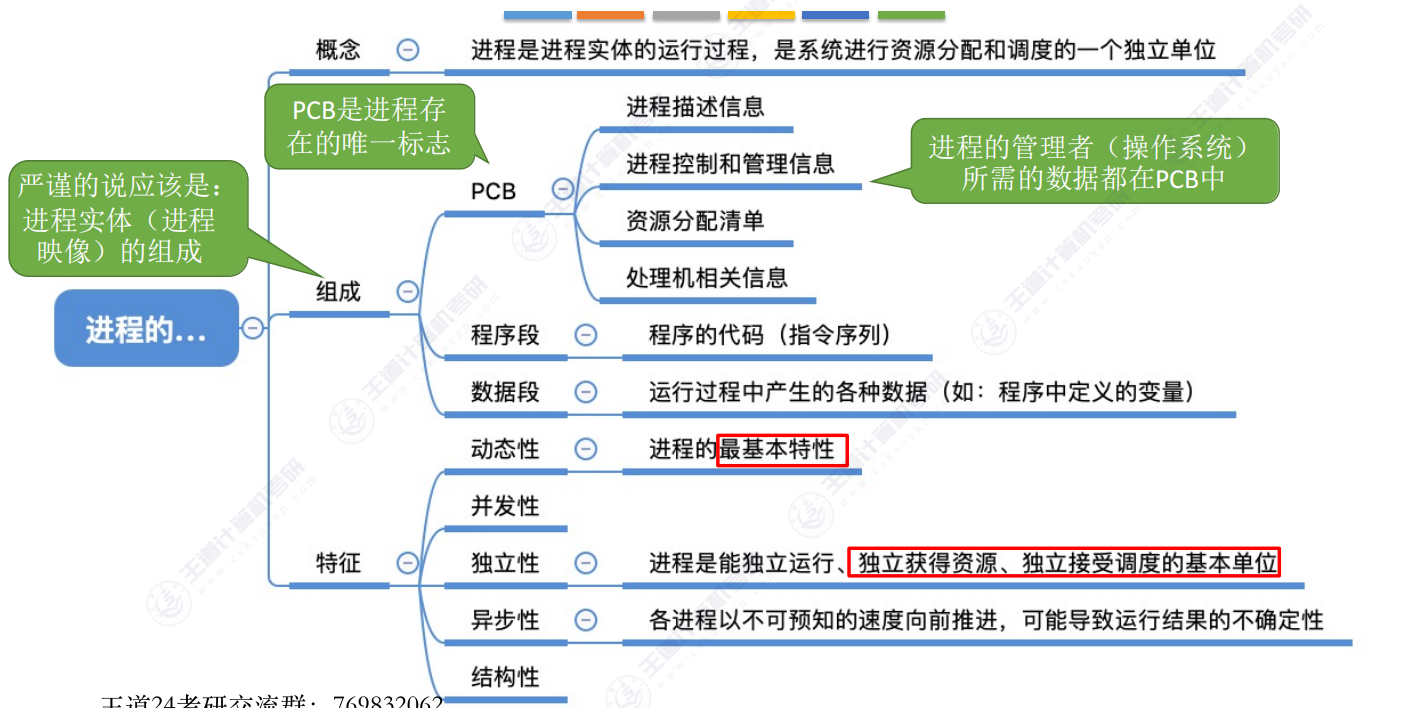 概念
进程是进程实体的运行过程，是系统进行资源分配和调度的一个独立单位
PCB是进程存
在的唯一标志
进程描述信息
进程控制和管理信息
进程的管理者（操作系统）
所需的数据都在PCB中
严谨的说应该是：
进程实体（进程
映像）的组成
PCB
资源分配清单
处理机相关信息
组成
进程的...
程序段
程序的代码（指令序列）
数据段
运行过程中产生的各种数据（如：程序中定义的变量）
动态性
进程的最基本特性
并发性
特征
独立性
进程是能独立运行、独立获得资源、独立接受调度的基本单位
异步性
各进程以不可预知的速度向前推进，可能导致运行结果的不确定性
结构性
王道24考研交流群：769832062
王道计算机考研
www.cskaoyan.com